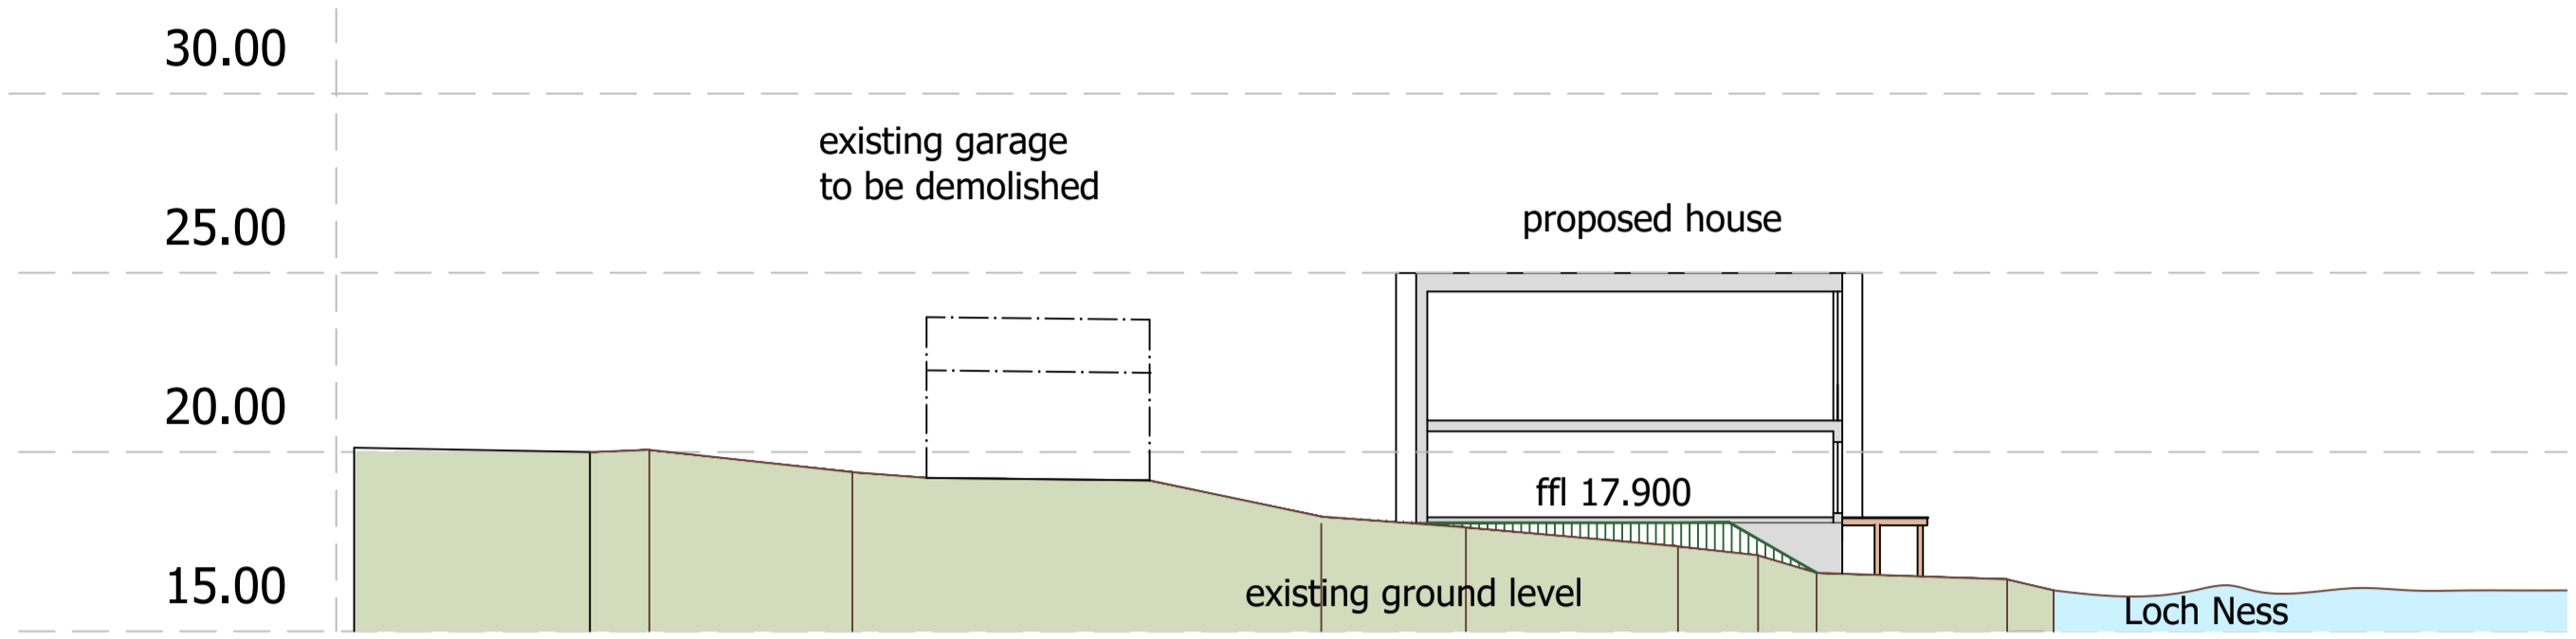 30.00
existing garage
to be demolished
25.00
proposed house
20.00
ffl 17.900
15.00
existing ground level
Loch Ness